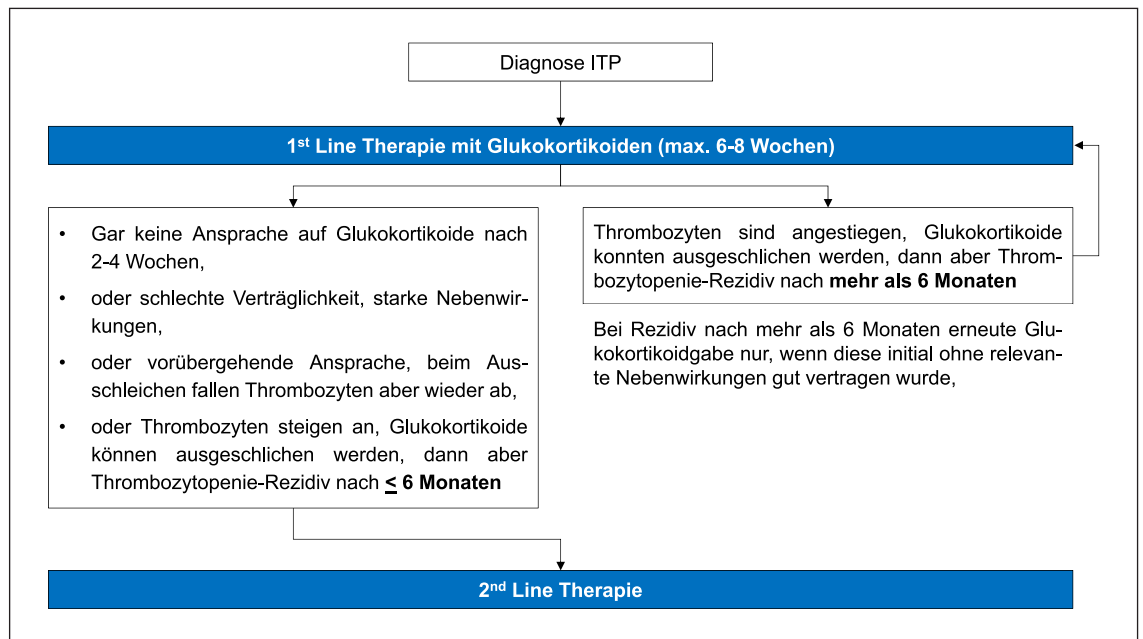 Diagnose ITP
1st Line Therapie mit Glukokortikoiden (max. 6-8 Wochen)
• Gar keine Ansprache auf Glukokortikoide nach
2-4 Wochen,
• oder schlechte Verträglichkeit, starke Nebenwir-
kungen,
• oder vorübergehende Ansprache, beim Aus-
schleichen fallen Thrombozyten aber wieder ab,
• oder Thrombozyten steigen an, Glukokortikoide
können ausgeschlichen werden, dann aber
Thrombozytopenie-Rezidiv nach ≤ 6 Monaten
Thrombozyten sind angestiegen, Glukokortikoide
konnten ausgeschlichen werden, dann aber Throm-
bozytopenie-Rezidiv nach mehr als 6 Monaten
Bei Rezidiv nach mehr als 6 Monaten erneute Glu-
kokortikoidgabe nur, wenn diese initial ohne relevan-
te Nebenwirkungen gut vertragen wurde,
2nd Line Therapie